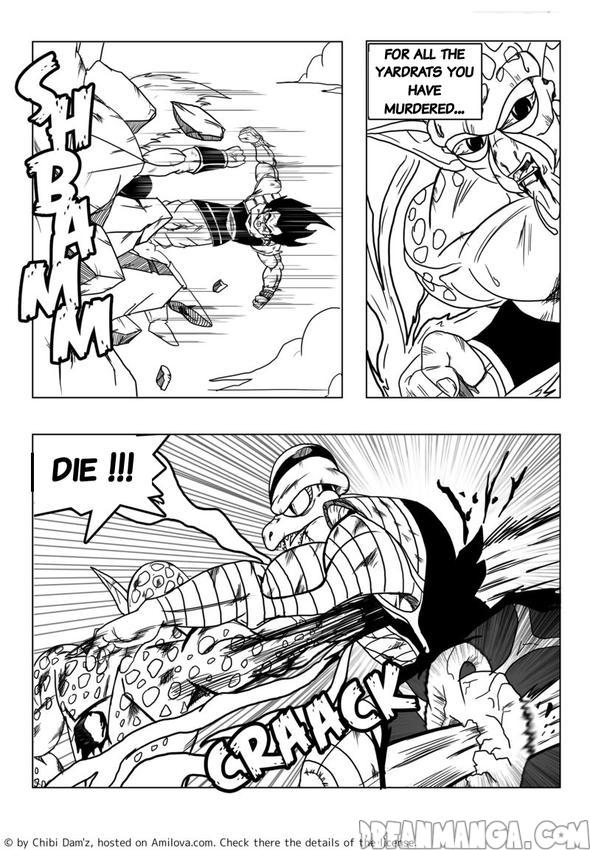 SHBAMM
FOR ALL THE
YARDRATS YOU
HAVE
MURDERED...
DIE !!!
CRAACK
© by Chibi Dam'z, hosted on Amilova.com. Check there the details of the license.
DREAMMANGA.COM